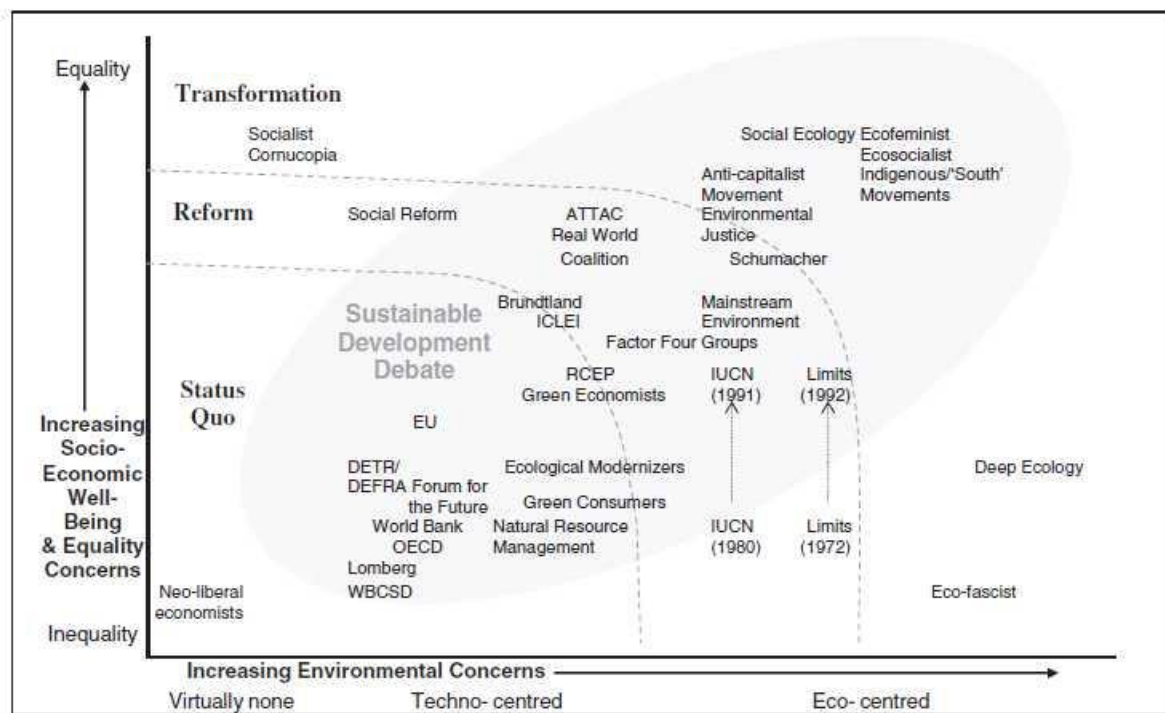 Equality
Transformation
Socialist
Cornucopia
Social Ecology Ecofeminist
Ecosocialist
Anti-capitalist Indigenous/'South'
Movement Movements
Reform
Social Reform ATTAC Environmental
Real World Justice
Coalition Schumacher
Brundtland Mainstream
ICLEI Environment
Sustainable
Development
Debate
Factor Four Groups
RCEP IUCN Limits
Green Economists (1991) (1992)
Status
Quo
EU
Increasing
Socio-
Economic
Well-
Being
& Equality
Concerns
DETR/ Ecological Modernizers Deep Ecology
DEFRA Forum for
the Future Green Consumers
World Bank Natural Resource IUCN Limits
OECD Management (1980) (1972)
Lomberg
Neo-liberal WBCSD Eco-fascist
economists
Inequality
Increasing Environmental Concerns
Virtually none Techno- centred Eco- centred